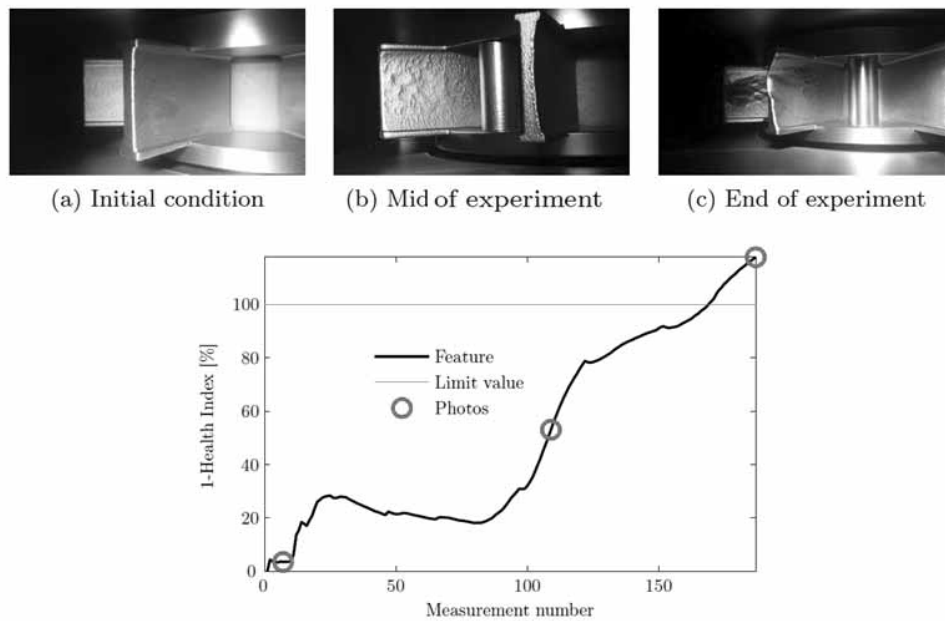 (a) Initial condition
(b) Mid of experiment
(c) End of experiment
1-Health Index [%]
100
80
60
40
20
0
Feature
Limit value
Photos
0
50
100
150
Measurement number